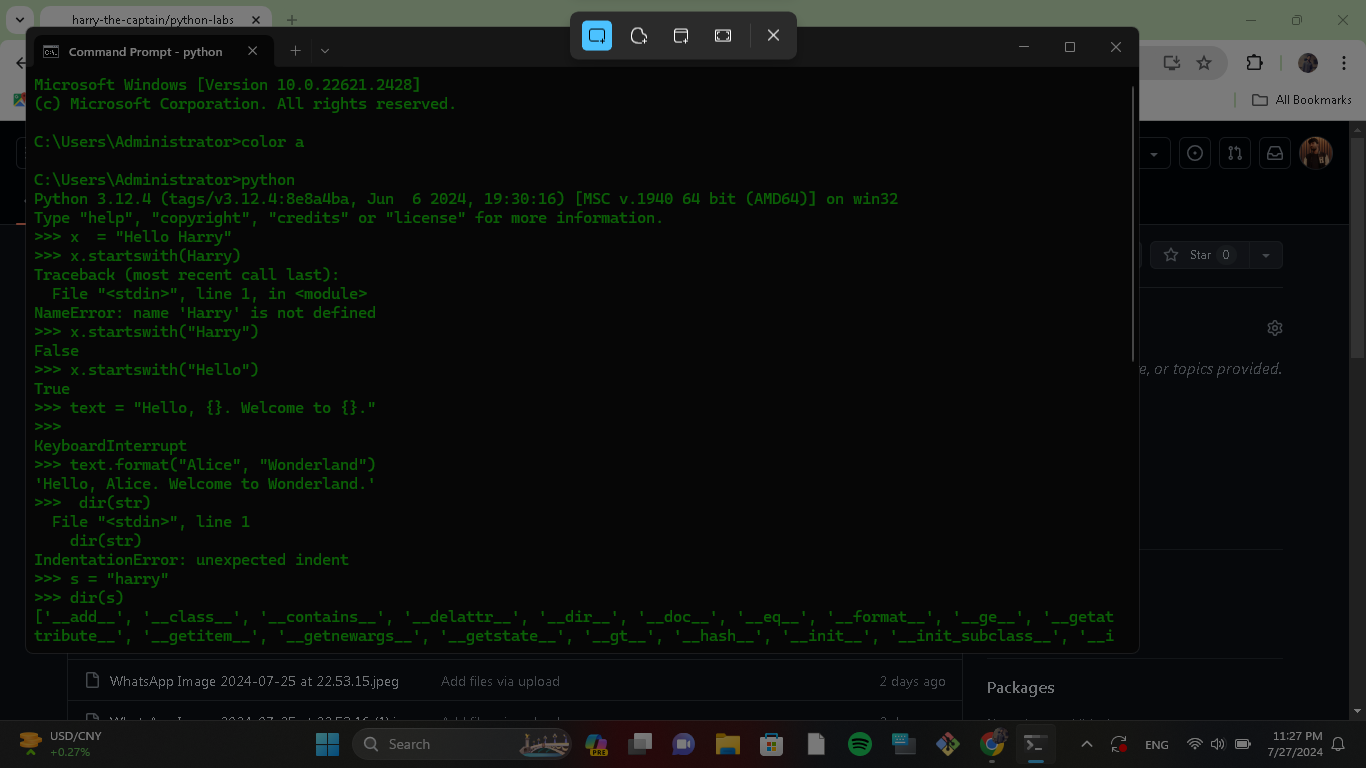 harry-the-captain/python-labs
Command Prompt - python
All Bookmarks
Microsoft Windows [Version 10.0.22621.2428]
(c) Microsoft Corporation. All rights reserved.
C:\Users\Administrator>color a
C:\Users\Administrator>python
Python 3.12.4 (tags/v3.12.4:8e8a4ba, Jun  6 2024, 19:30:16) [MSC v.1940 64 bit (AMD64)] on win32
Type "help", "copyright", "credits" or "license" for more information.
>>> x  = "Hello Harry"
>>> x.startswith(Harry)
Traceback (most recent call last):
  File "<stdin>", line 1, in <module>
NameError: name 'Harry' is not defined
>>> x.startswith("Harry")
False
>>> x.startswith("Hello")
True
>>> text = "Hello, {}. Welcome to {}."
>>>
KeyboardInterrupt
>>> text.format("Alice", "Wonderland")
'Hello, Alice. Welcome to Wonderland.'
>>>  dir(str)
  File "<stdin>", line 1
    dir(str)
IndentationError: unexpected indent
>>> s = "harry"
>>> dir(s)
['__add__', '__class__', '__contains__', '__delattr__', '__dir__', '__doc__', '__eq__', '__format__', '__ge__', '__getat
tribute__', '__getitem__', '__getnewargs__', '__getstate__', '__gt__', '__hash__', '__init__', '__init_subclass__', '__i
Star 0
e, or topics provided.
WhatsApp Image 2024-07-25 at 22.53.15.jpeg Add files via upload 2 days ago
Packages
USD/CNY
+0.27%
Search
PRE
ENG
11:27 PM
7/27/2024